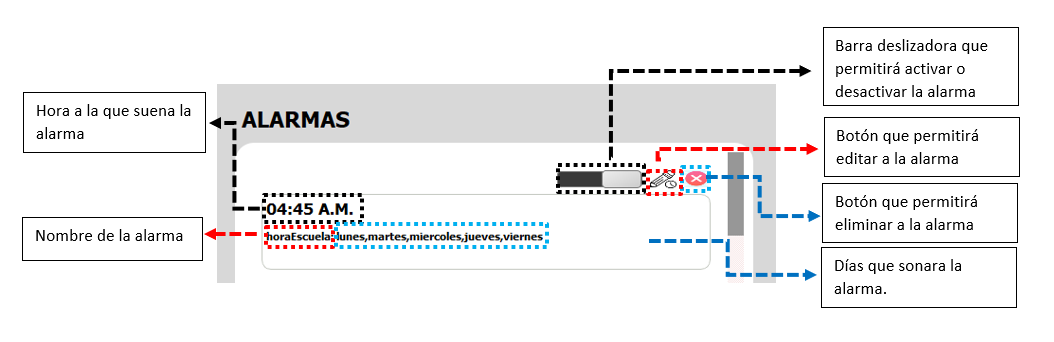 Barra deslizadora que
permitirá activar o
desactivar la alarma
Hora a la que suena la
alarma
ALARMAS
Botón que permitirá
editar a la alarma
04:45 A.M.
Botón que permitirá
eliminar a la alarma
Nombre de la alarma
horaEscuela lunes,martes,miercoles,jueves,viernes
Días que sonara la
alarma.